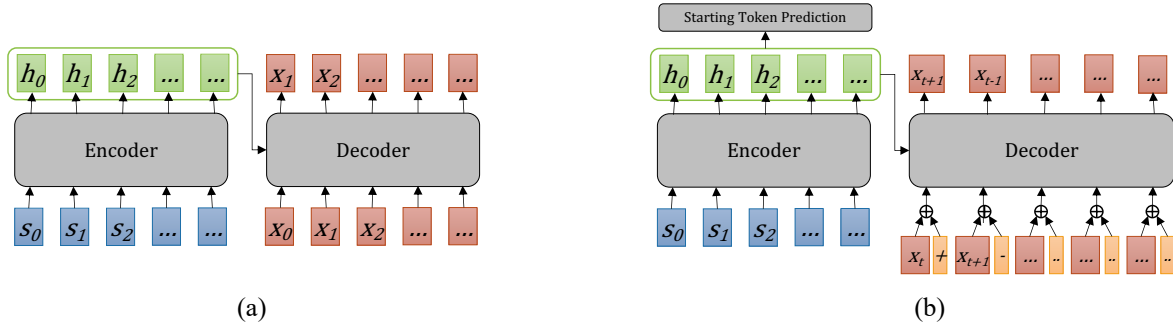 h₀ h₁ h₂ ... ...
x₁ x₂ ... ... ...
Encoder
Decoder
s₀ s₁ s₂ ... ...
x₀ x₁ x₂ ... ...
(a)
Starting Token Prediction
h₀ h₁ h₂ ... ...
xₜ₊₁ xₜ₋₁ ... ... ...
Encoder
Decoder
s₀ s₁ s₂ ... ...
⊕ ⊕ ⊕ ⊕ ⊕
xₜ + xₜ₊₁ - ... .. ... .. ... ..
(b)